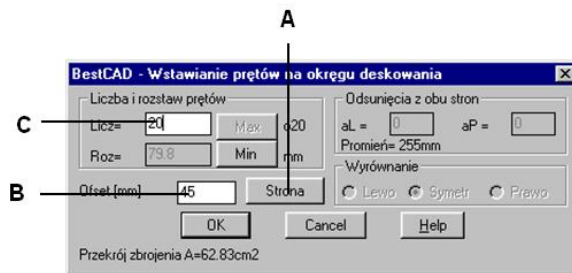 A
BestCAD - Wstawianie prętów na okręgu deskowania
Liczba i rozstaw prętów
C
Licz= 20 Max o20
Roz= 79.8 Min mm
Odsunięcia z obu stron
aL = 0 aP = 0
Promień= 255mm
Wyrównanie
Lewo Symetr Prawo
B
Ofset [mm] 45 Strona
OK Cancel Help
Przekrój zbrojenia A=62.83cm2